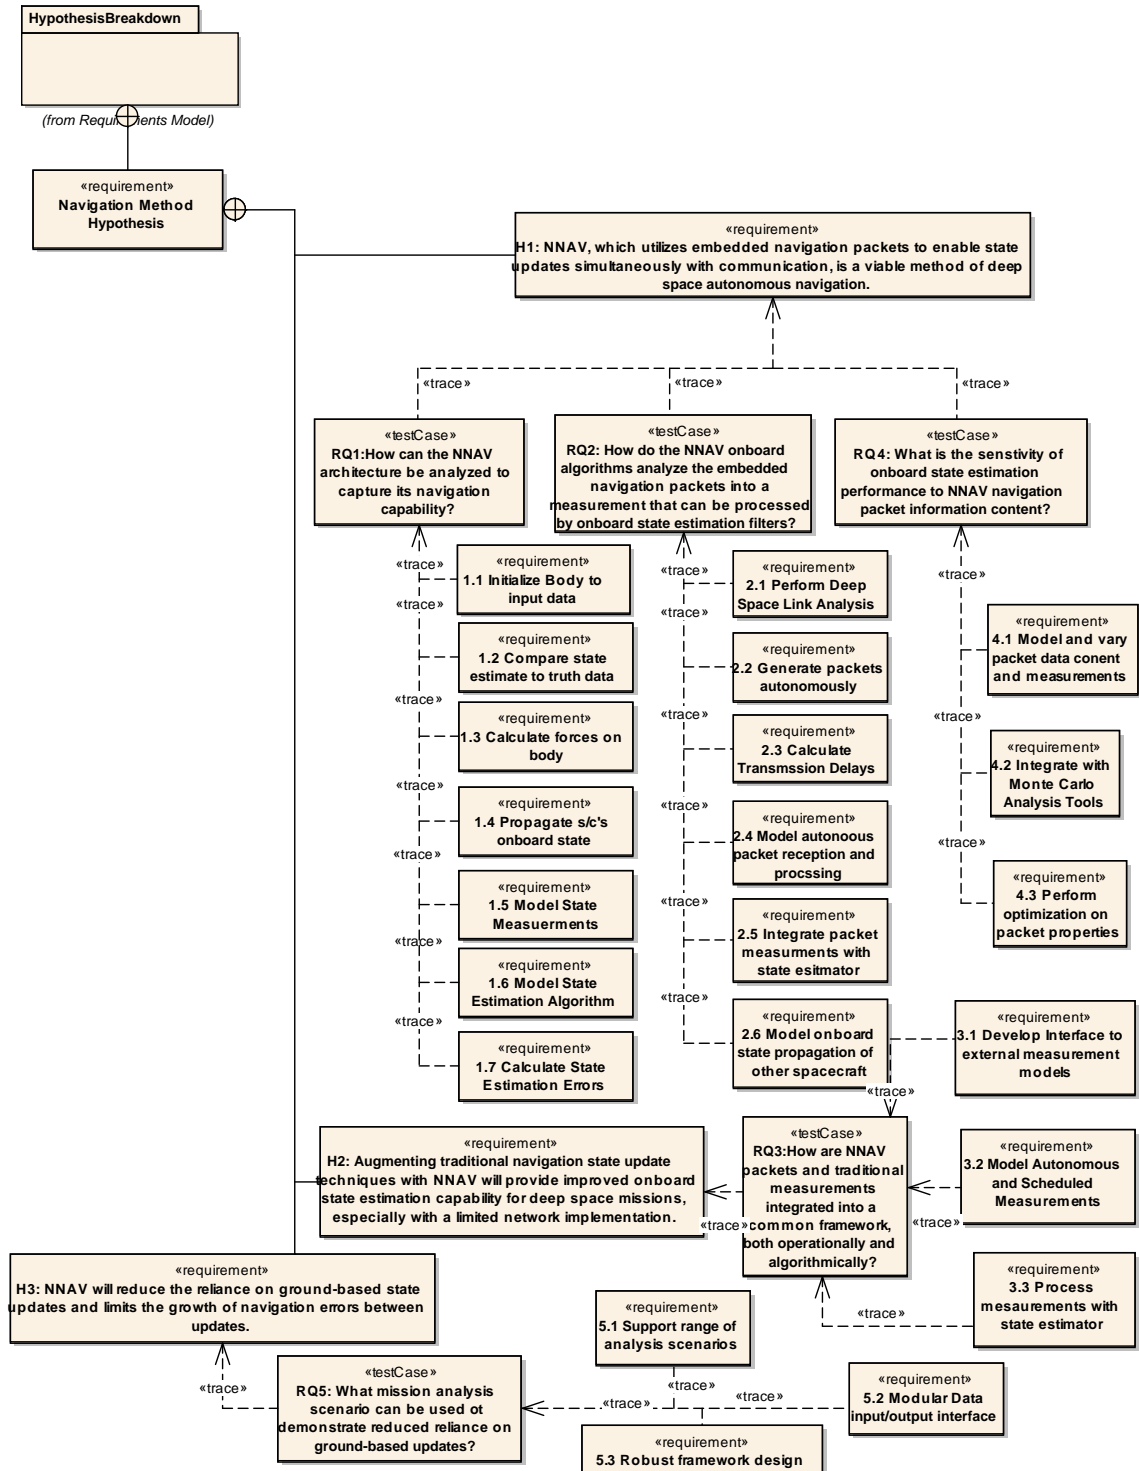 HypothesisBreakdown
(from Requirements Model)
«requirement»
Navigation Method
Hypothesis
«requirement»
H1: NNAV, which utilizes embedded navigation packets to enable state
updates simultaneously with communication, is a viable method of deep
space autonomous navigation.
«trace»
«trace»
«trace»
«testCase»
RQ1:How can the NNAV
architecture be analyzed to
capture its navigation
capability?
«testCase»
RQ2: How do the NNAV onboard
algorithms analyze the embedded
navigation packets into a
measurement that can be processed
by onboard state estimation filters?
«testCase»
RQ4: What is the senstivity of
onboard state estimation
performance to NNAV navigation
packet information content?
«trace»
«trace»
«trace»
«trace»
«trace»
«trace»
«trace»
«requirement»
1.1 Initialize Body to
input data
«requirement»
1.2 Compare state
estimate to truth data
«requirement»
1.3 Calculate forces on
body
«requirement»
1.4 Propagate s/c's
onboard state
«requirement»
1.5 Model State
Measuerments
«requirement»
1.6 Model State
Estimation Algorithm
«requirement»
1.7 Calculate State
Estimation Errors
«trace»
«trace»
«trace»
«trace»
«trace»
«trace»
«requirement»
2.1 Perform Deep
Space Link Analysis
«requirement»
2.2 Generate packets
autonomously
«requirement»
2.3 Calculate
Transmssion Delays
«requirement»
2.4 Model autonoous
packet reception and
procssing
«requirement»
2.5 Integrate packet
measurments with
state esitmator
«requirement»
2.6 Model onboard
state propagation of
other spacecraft
«trace»
«trace»
«trace»
«requirement»
4.1 Model and vary
packet data conent
and measurements
«requirement»
4.2 Integrate with
Monte Carlo
Analysis Tools
«requirement»
4.3 Perform
optimization on
packet properties
«requirement»
3.1 Develop Interface to
external measurement
models
«trace»
«testCase»
RQ3:How are NNAV
packets and traditional
measurements
integrated into a
common framework,
both operationally and
algorithmically?
«requirement»
3.2 Model Autonomous
and Scheduled
Measurements
«trace»
«requirement»
3.3 Process
mesaurements with
state estimator
«trace»
«requirement»
H2: Augmenting traditional navigation state update
techniques with NNAV will provide improved onboard
state estimation capability for deep space missions,
especially with a limited network implementation.
«trace»
«requirement»
H3: NNAV will reduce the reliance on ground-based state
updates and limits the growth of navigation errors between
updates.
«trace»
«testCase»
RQ5: What mission analysis
scenario can be used ot
demonstrate reduced reliance on
ground-based updates?
«requirement»
5.1 Support range of
analysis scenarios
«trace»
«trace»
«trace»
«requirement»
5.2 Modular Data
input/output interface
«requirement»
5.3 Robust framework design